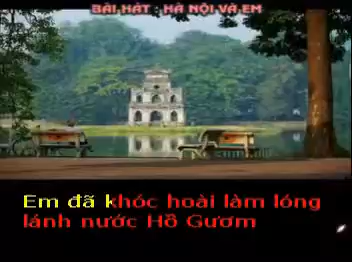 BÀI HÁT : HÀ NỘI VÀ EM
Em đã khóc hoài làm lóng
lánh nước Hồ Gươm